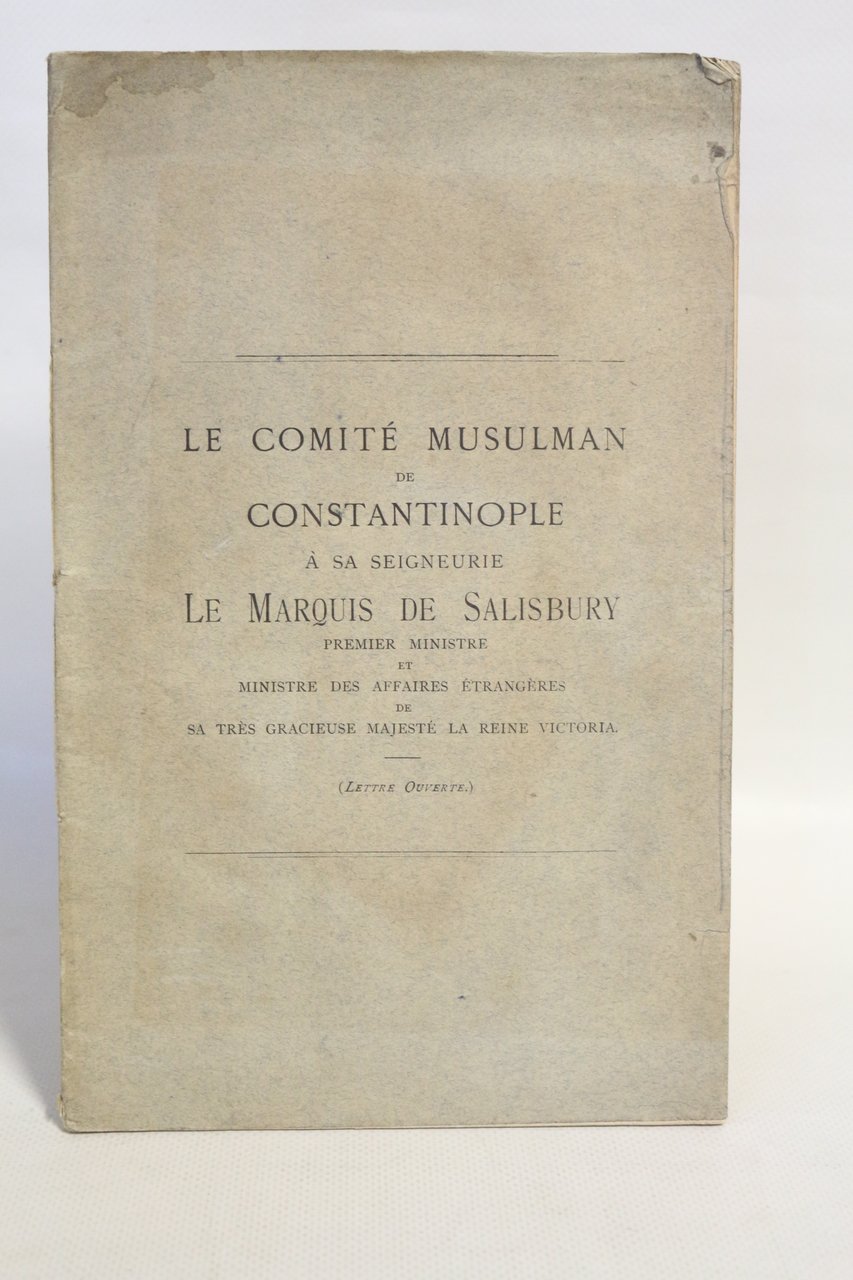 LE COMITÉ MUSULMAN
DE
CONSTANTINOPLE
À SA SEIGNEURIE
LE MARQUIS DE SALISBURY
PREMIER MINISTRE
ET
MINISTRE DES AFFAIRES ÉTRANGÈRES
DE
SA TRÈS GRACIEUSE MAJESTÉ LA REINE VICTORIA.
(LETTRE OUVERTE.)